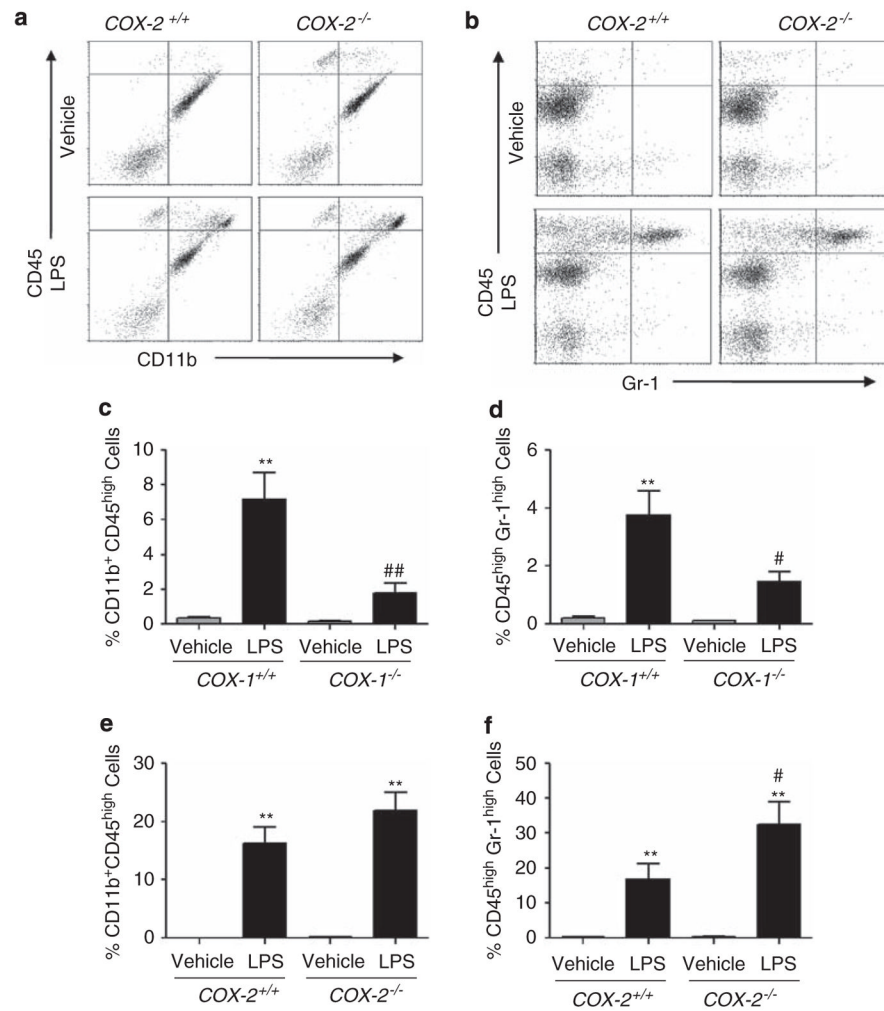 a
COX-2 +/+
COX-2-/-
Vehicle
CD45
LPS
CD11b
b
COX-2+/+
COX-2-/-
Vehicle
CD45
LPS
Gr-1
c
% CD11b+ CD45high Cells
10
8
6
4
2
0
**
##
Vehicle LPS Vehicle LPS
COX-1+/+ COX-1-/-
d
% CD45high Gr-1high Cells
6
4
2
0
**
#
Vehicle LPS Vehicle LPS
COX-1+/+ COX-1-/-
e
% CD11b+CD45high Cells
30
20
10
0
**
**
Vehicle LPS Vehicle LPS
COX-2+/+ COX-2-/-
f
% CD45high Gr-1high Cells
50
40
30
20
10
0
**
#
**
Vehicle LPS Vehicle LPS
COX-2+/+ COX-2-/-